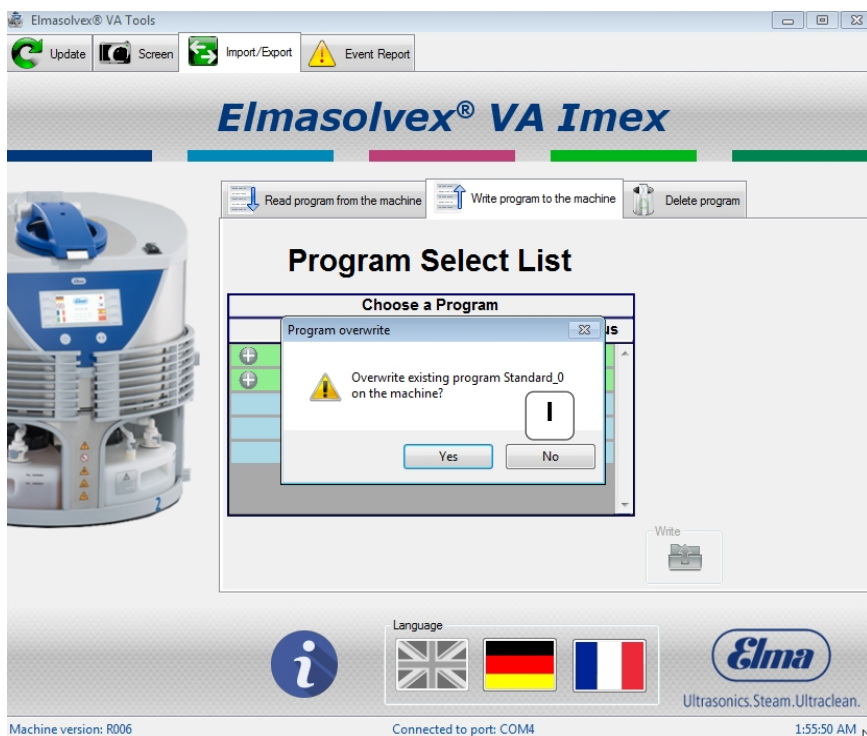 Elmasolvex® VA Tools
Update
Screen
Import/Export
Event Report
Elmasolvex® VA Imex
Read program from the machine
Write program to the machine
Delete program
Program Select List
Choose a Program
Program overwrite
us
Overwrite existing program Standard_0
on the machine?
I
Yes
No
Write
Language
i
Elma
Ultrasonics.Steam.Ultraclean.
Machine version: R006
Connected to port: COM4
1:55:50 AM
2